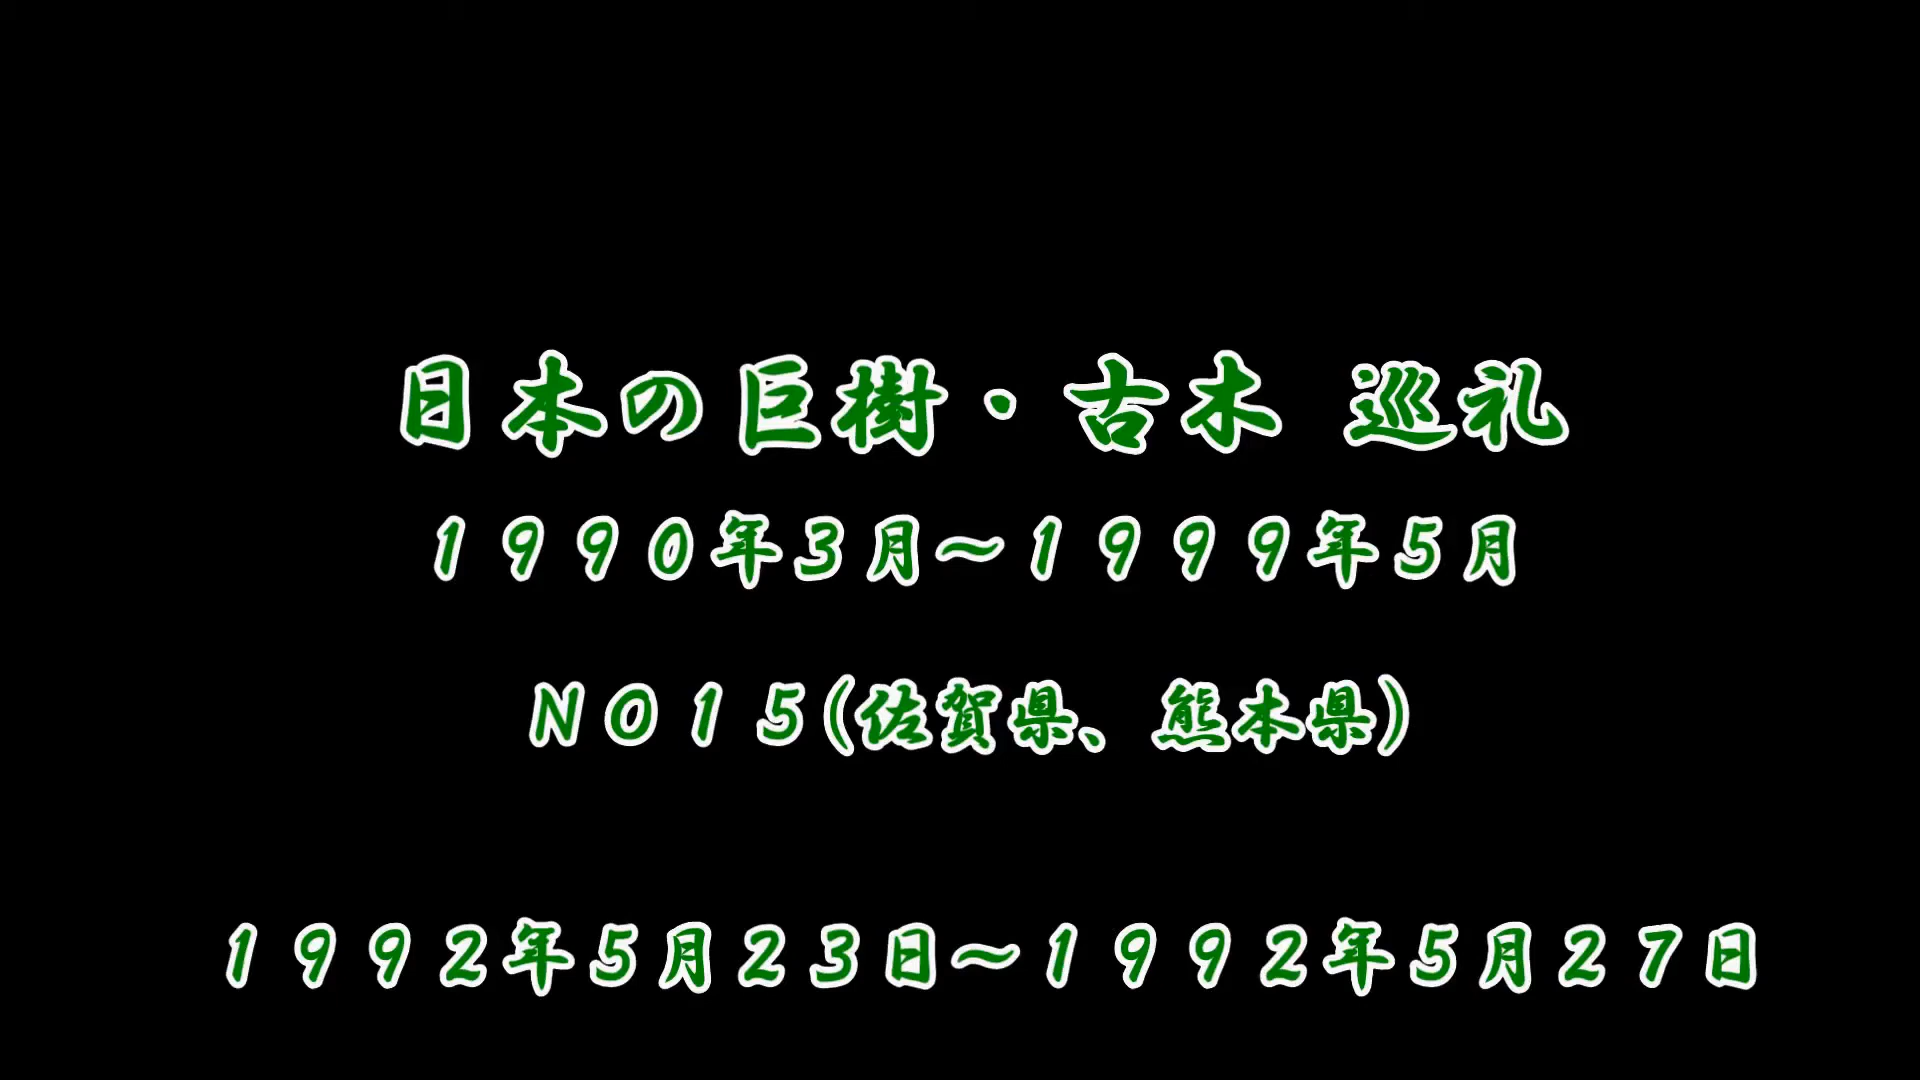 日本の巨樹・古木 巡礼
１９９０年３月～１９９９年５月
ＮＯ１５(佐賀県、熊本県)
１９９２年５月２３日～１９９２年５月２７日